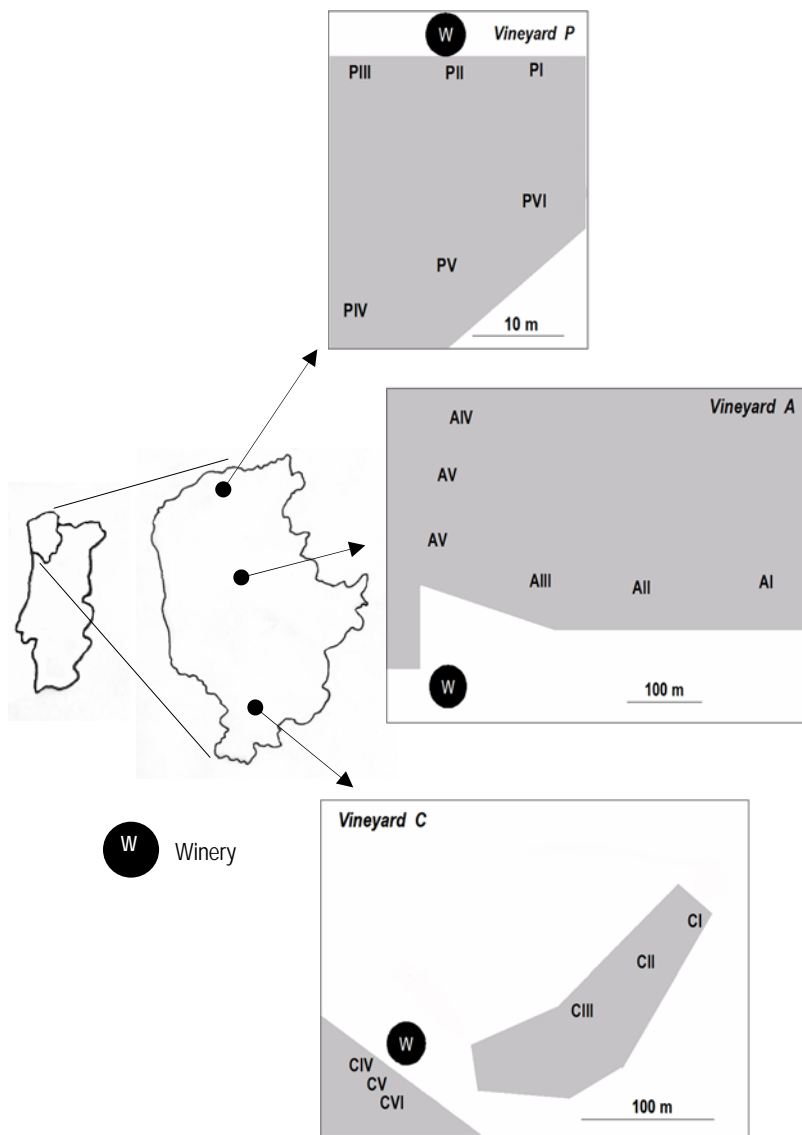 W Vineyard P
PIII PII PI
PVI
PV
PIV
10 m
Vineyard A
AIV
AV
AV
AIII AII AI
W
100 m
Vineyard C
W Winery
CI
CII
CIII
W
CIV
CV
CVI
100 m